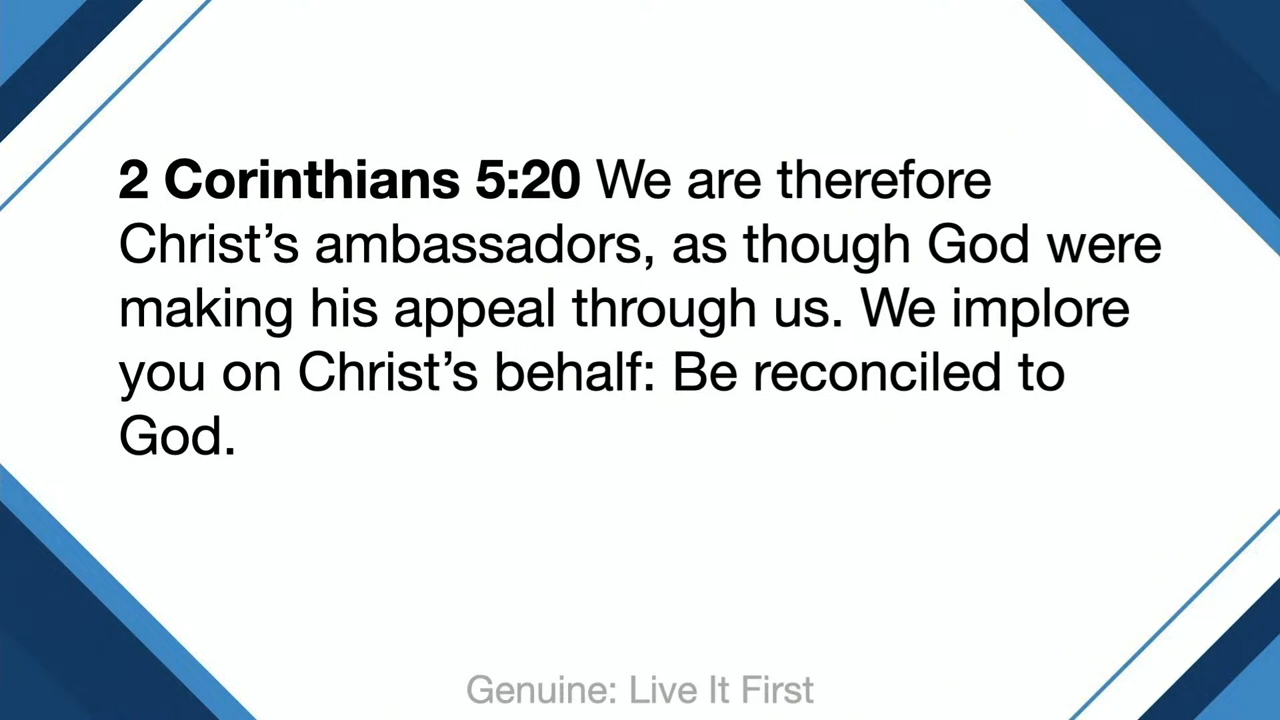 2 Corinthians 5:20 We are therefore
Christ’s ambassadors, as though God were
making his appeal through us. We implore
you on Christ’s behalf: Be reconciled to
God.
Genuine: Live It First